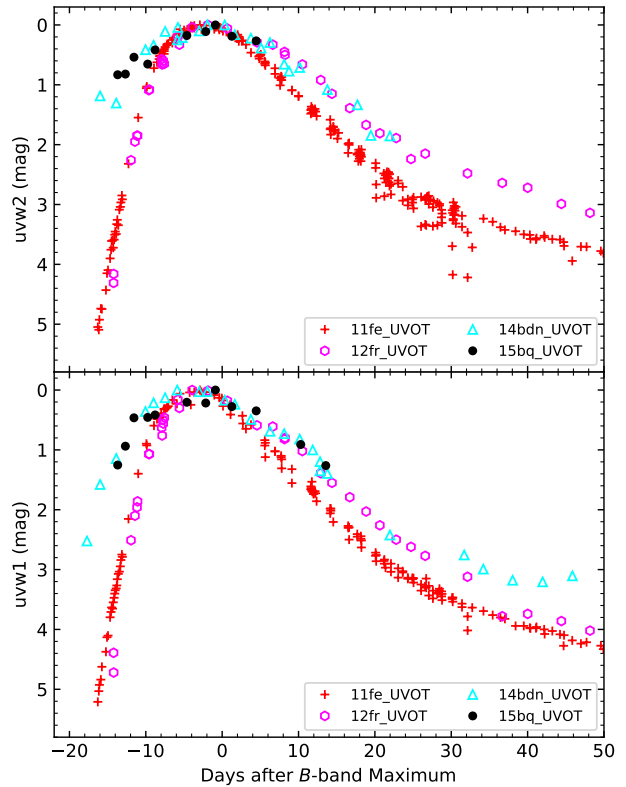 0
1
2
3
4
5
uvw2 (mag)
11fe_UVOT
12fr_UVOT
14bdn_UVOT
15bq_UVOT
0
1
2
3
4
5
uvw1 (mag)
11fe_UVOT
12fr_UVOT
14bdn_UVOT
15bq_UVOT
−20 −10 0 10 20 30 40 50
Days after B-band Maximum